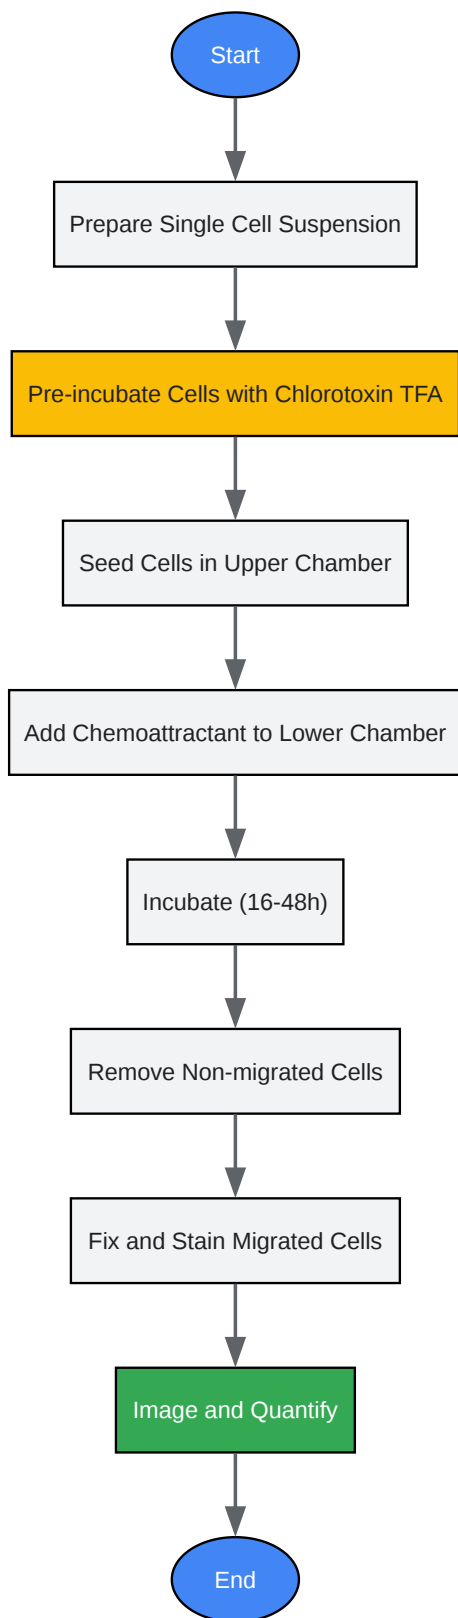 Start
Prepare Single Cell Suspension
Pre-incubate Cells with Chlorotoxin TFA
Seed Cells in Upper Chamber
Add Chemoattractant to Lower Chamber
Incubate (16-48h)
Remove Non-migrated Cells
Fix and Stain Migrated Cells
Image and Quantify
End